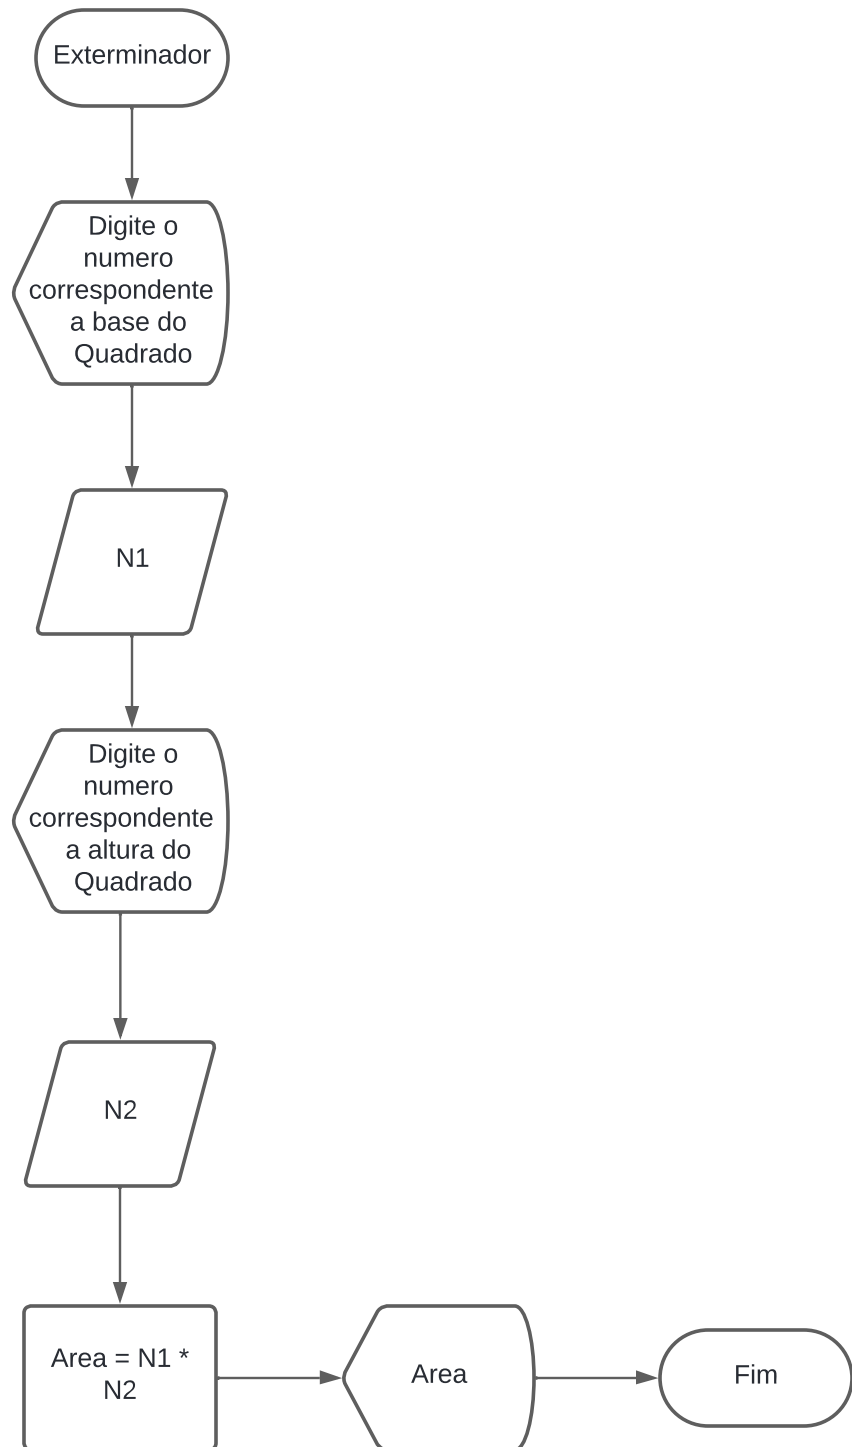 Exterminador
Digite o
numero
correspondente
a base do
Quadrado
N1
Digite o
numero
correspondente
a altura do
Quadrado
N2
Area = N1 *
N2
Area
Fim